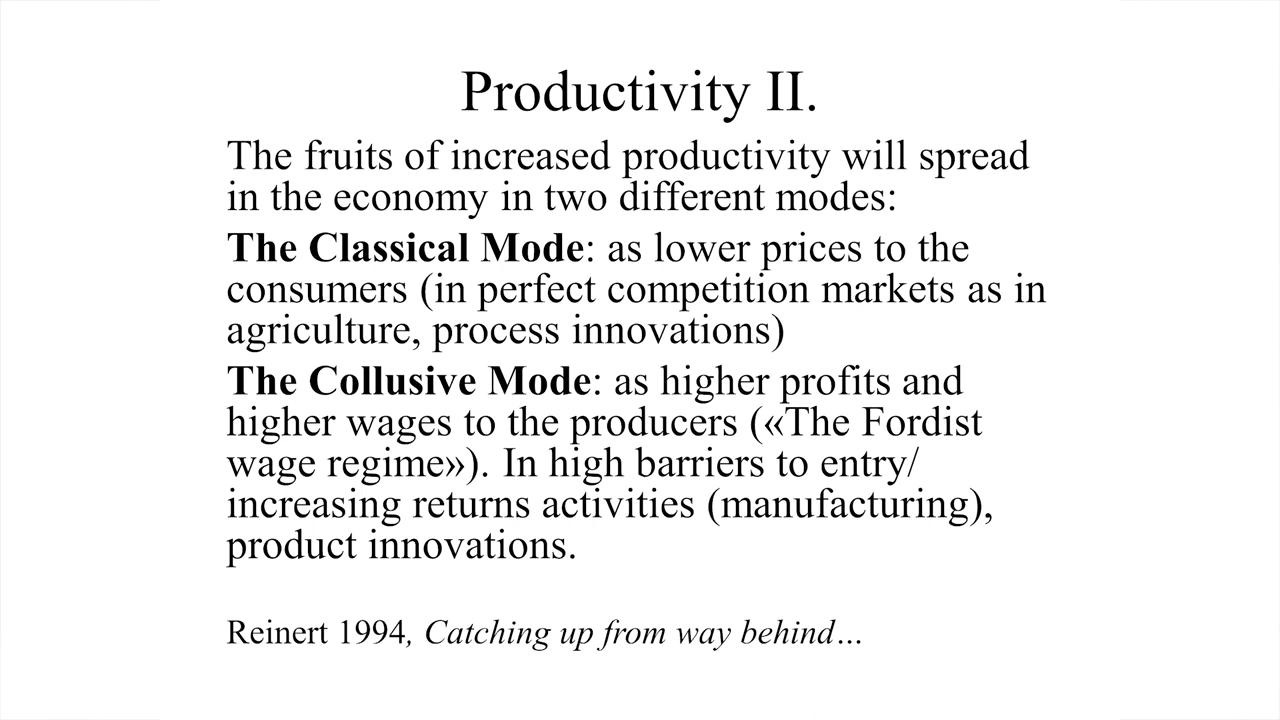 Productivity II.
The fruits of increased productivity will spread
in the economy in two different modes:
The Classical Mode: as lower prices to the
consumers (in perfect competition markets as in
agriculture, process innovations)
The Collusive Mode: as higher profits and
higher wages to the producers («The Fordist
wage regime»). In high barriers to entry/
increasing returns activities (manufacturing),
product innovations.
Reinert 1994, Catching up from way behind…